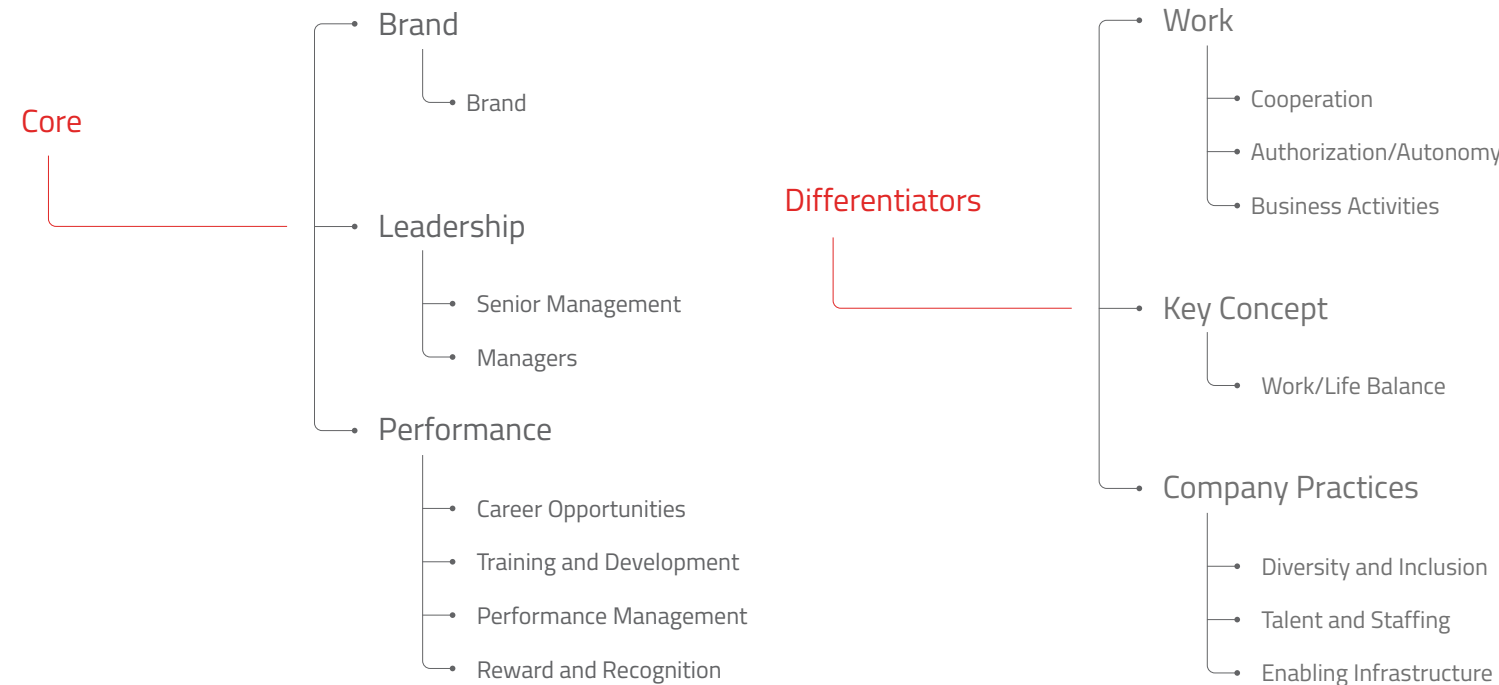 Core
Brand
Brand
Leadership
Senior Management
Managers
Performance
Career Opportunities
Training and Development
Performance Management
Reward and Recognition
Differentiators
Work
Cooperation
Authorization/Autonomy
Business Activities
Key Concept
Work/Life Balance
Company Practices
Diversity and Inclusion
Talent and Staffing
Enabling Infrastructure